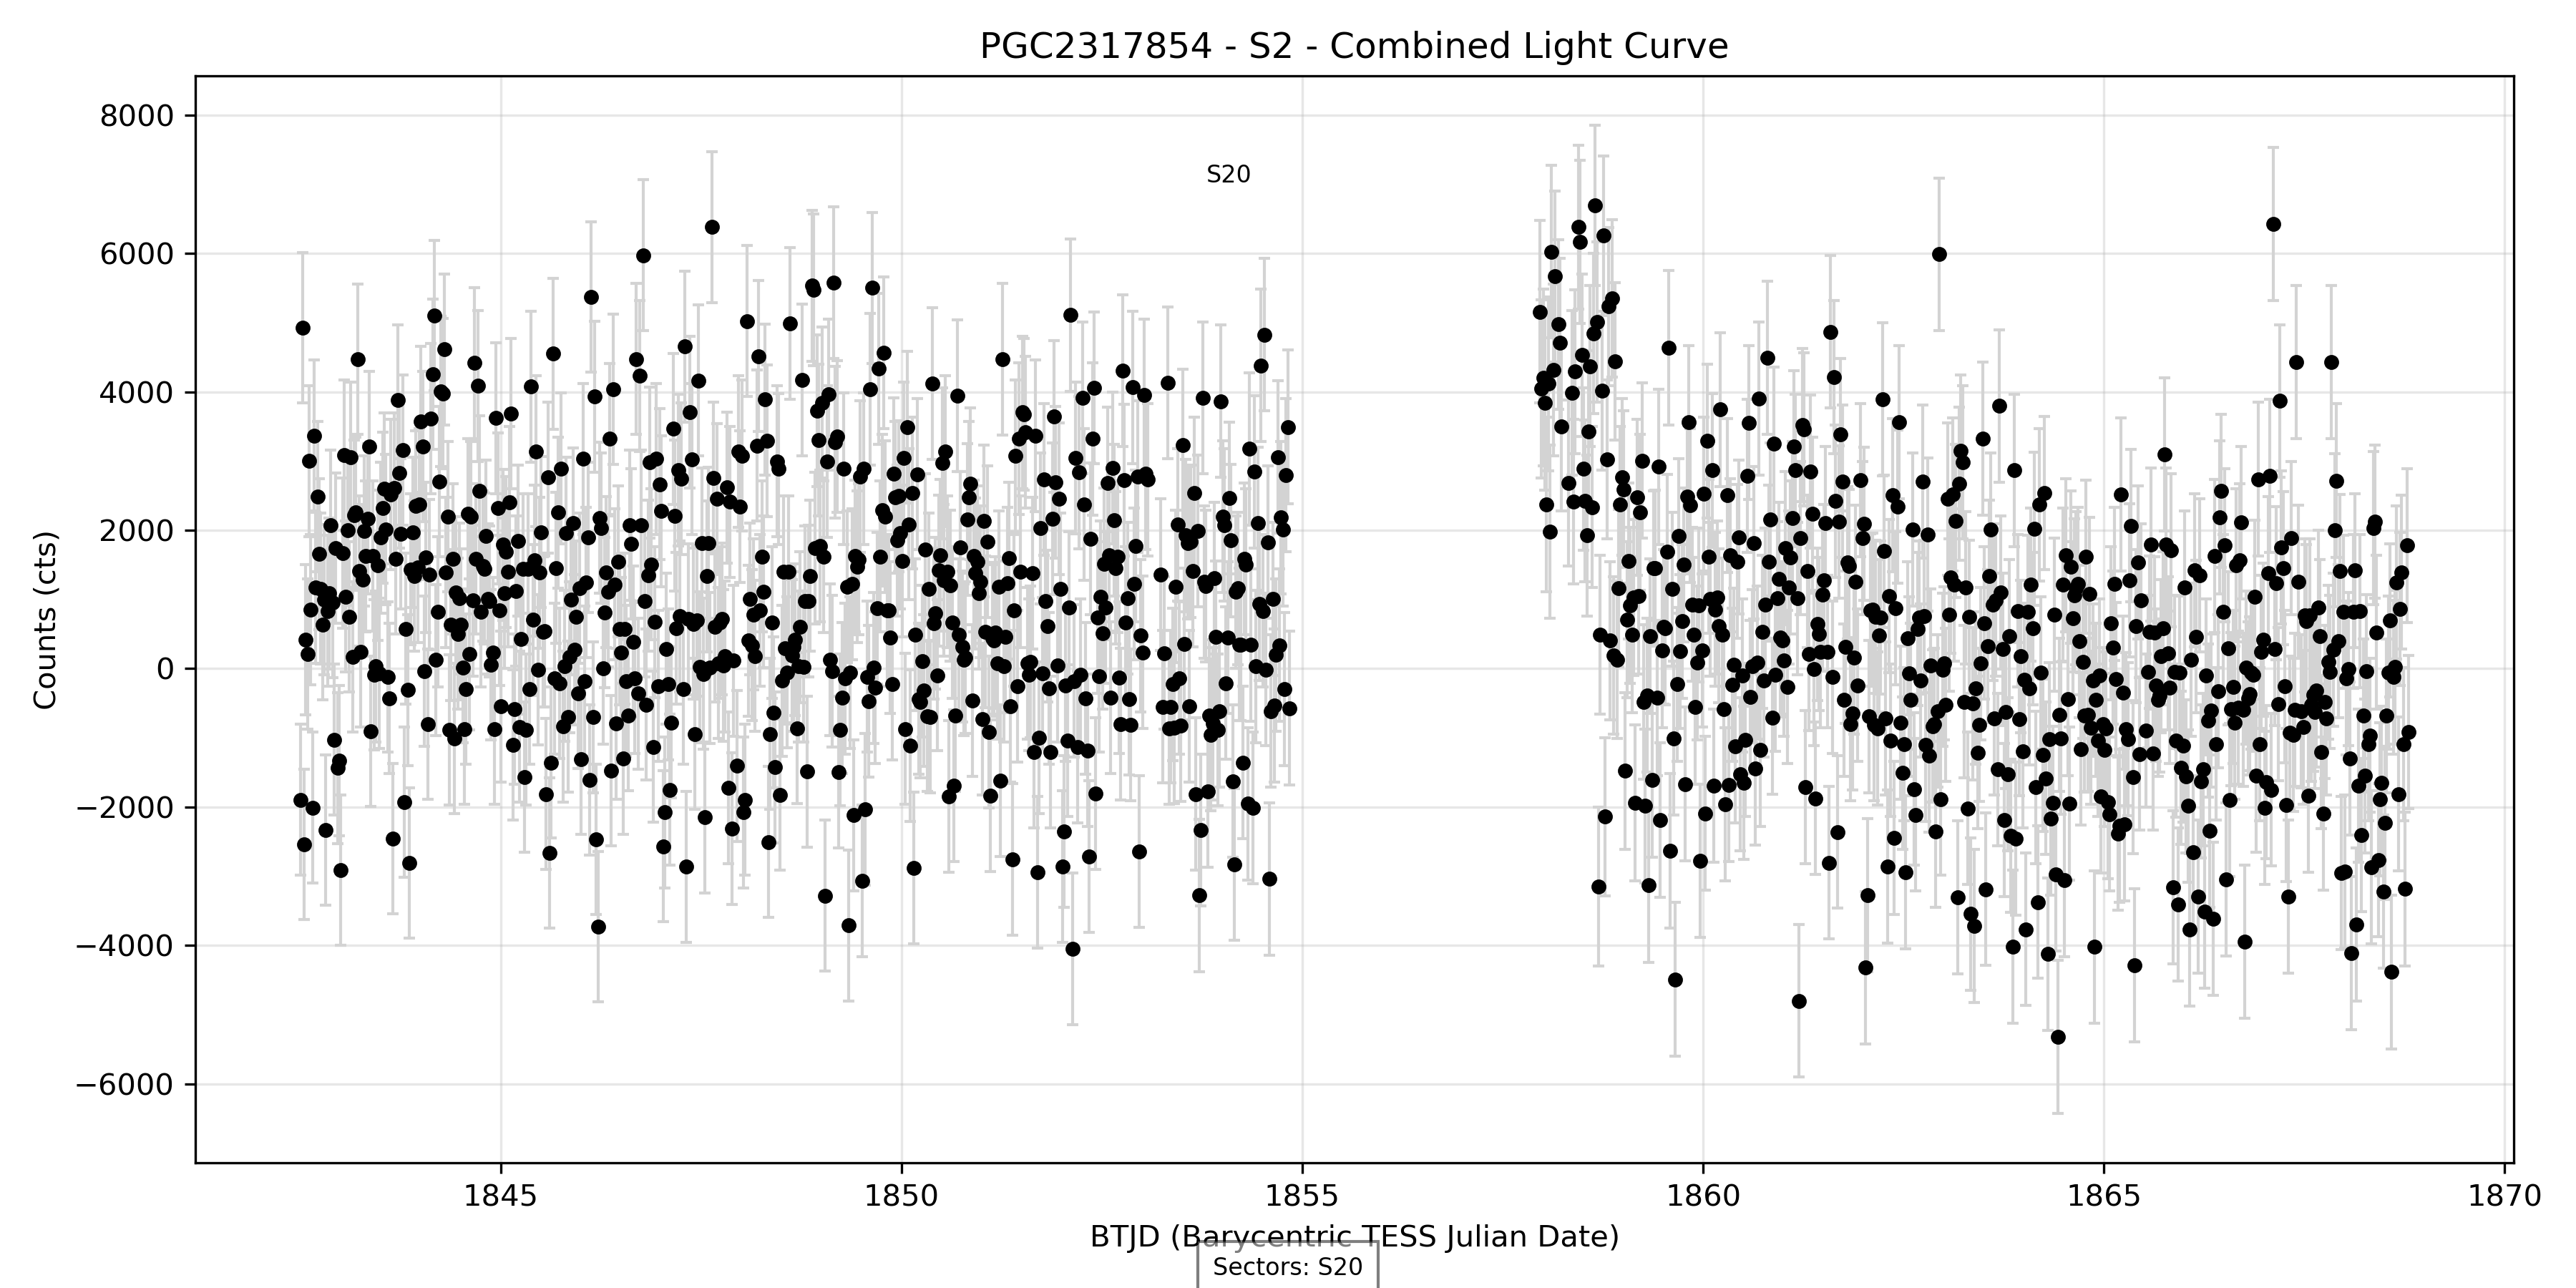 PGC2317854 - S2 - Combined Light Curve
S20
8000
6000
4000
2000
0
−2000
−4000
−6000
Counts (cts)
1845
1850
1855
1860
1865
1870
BTJD (Barycentric TESS Julian Date)
Sectors: S20